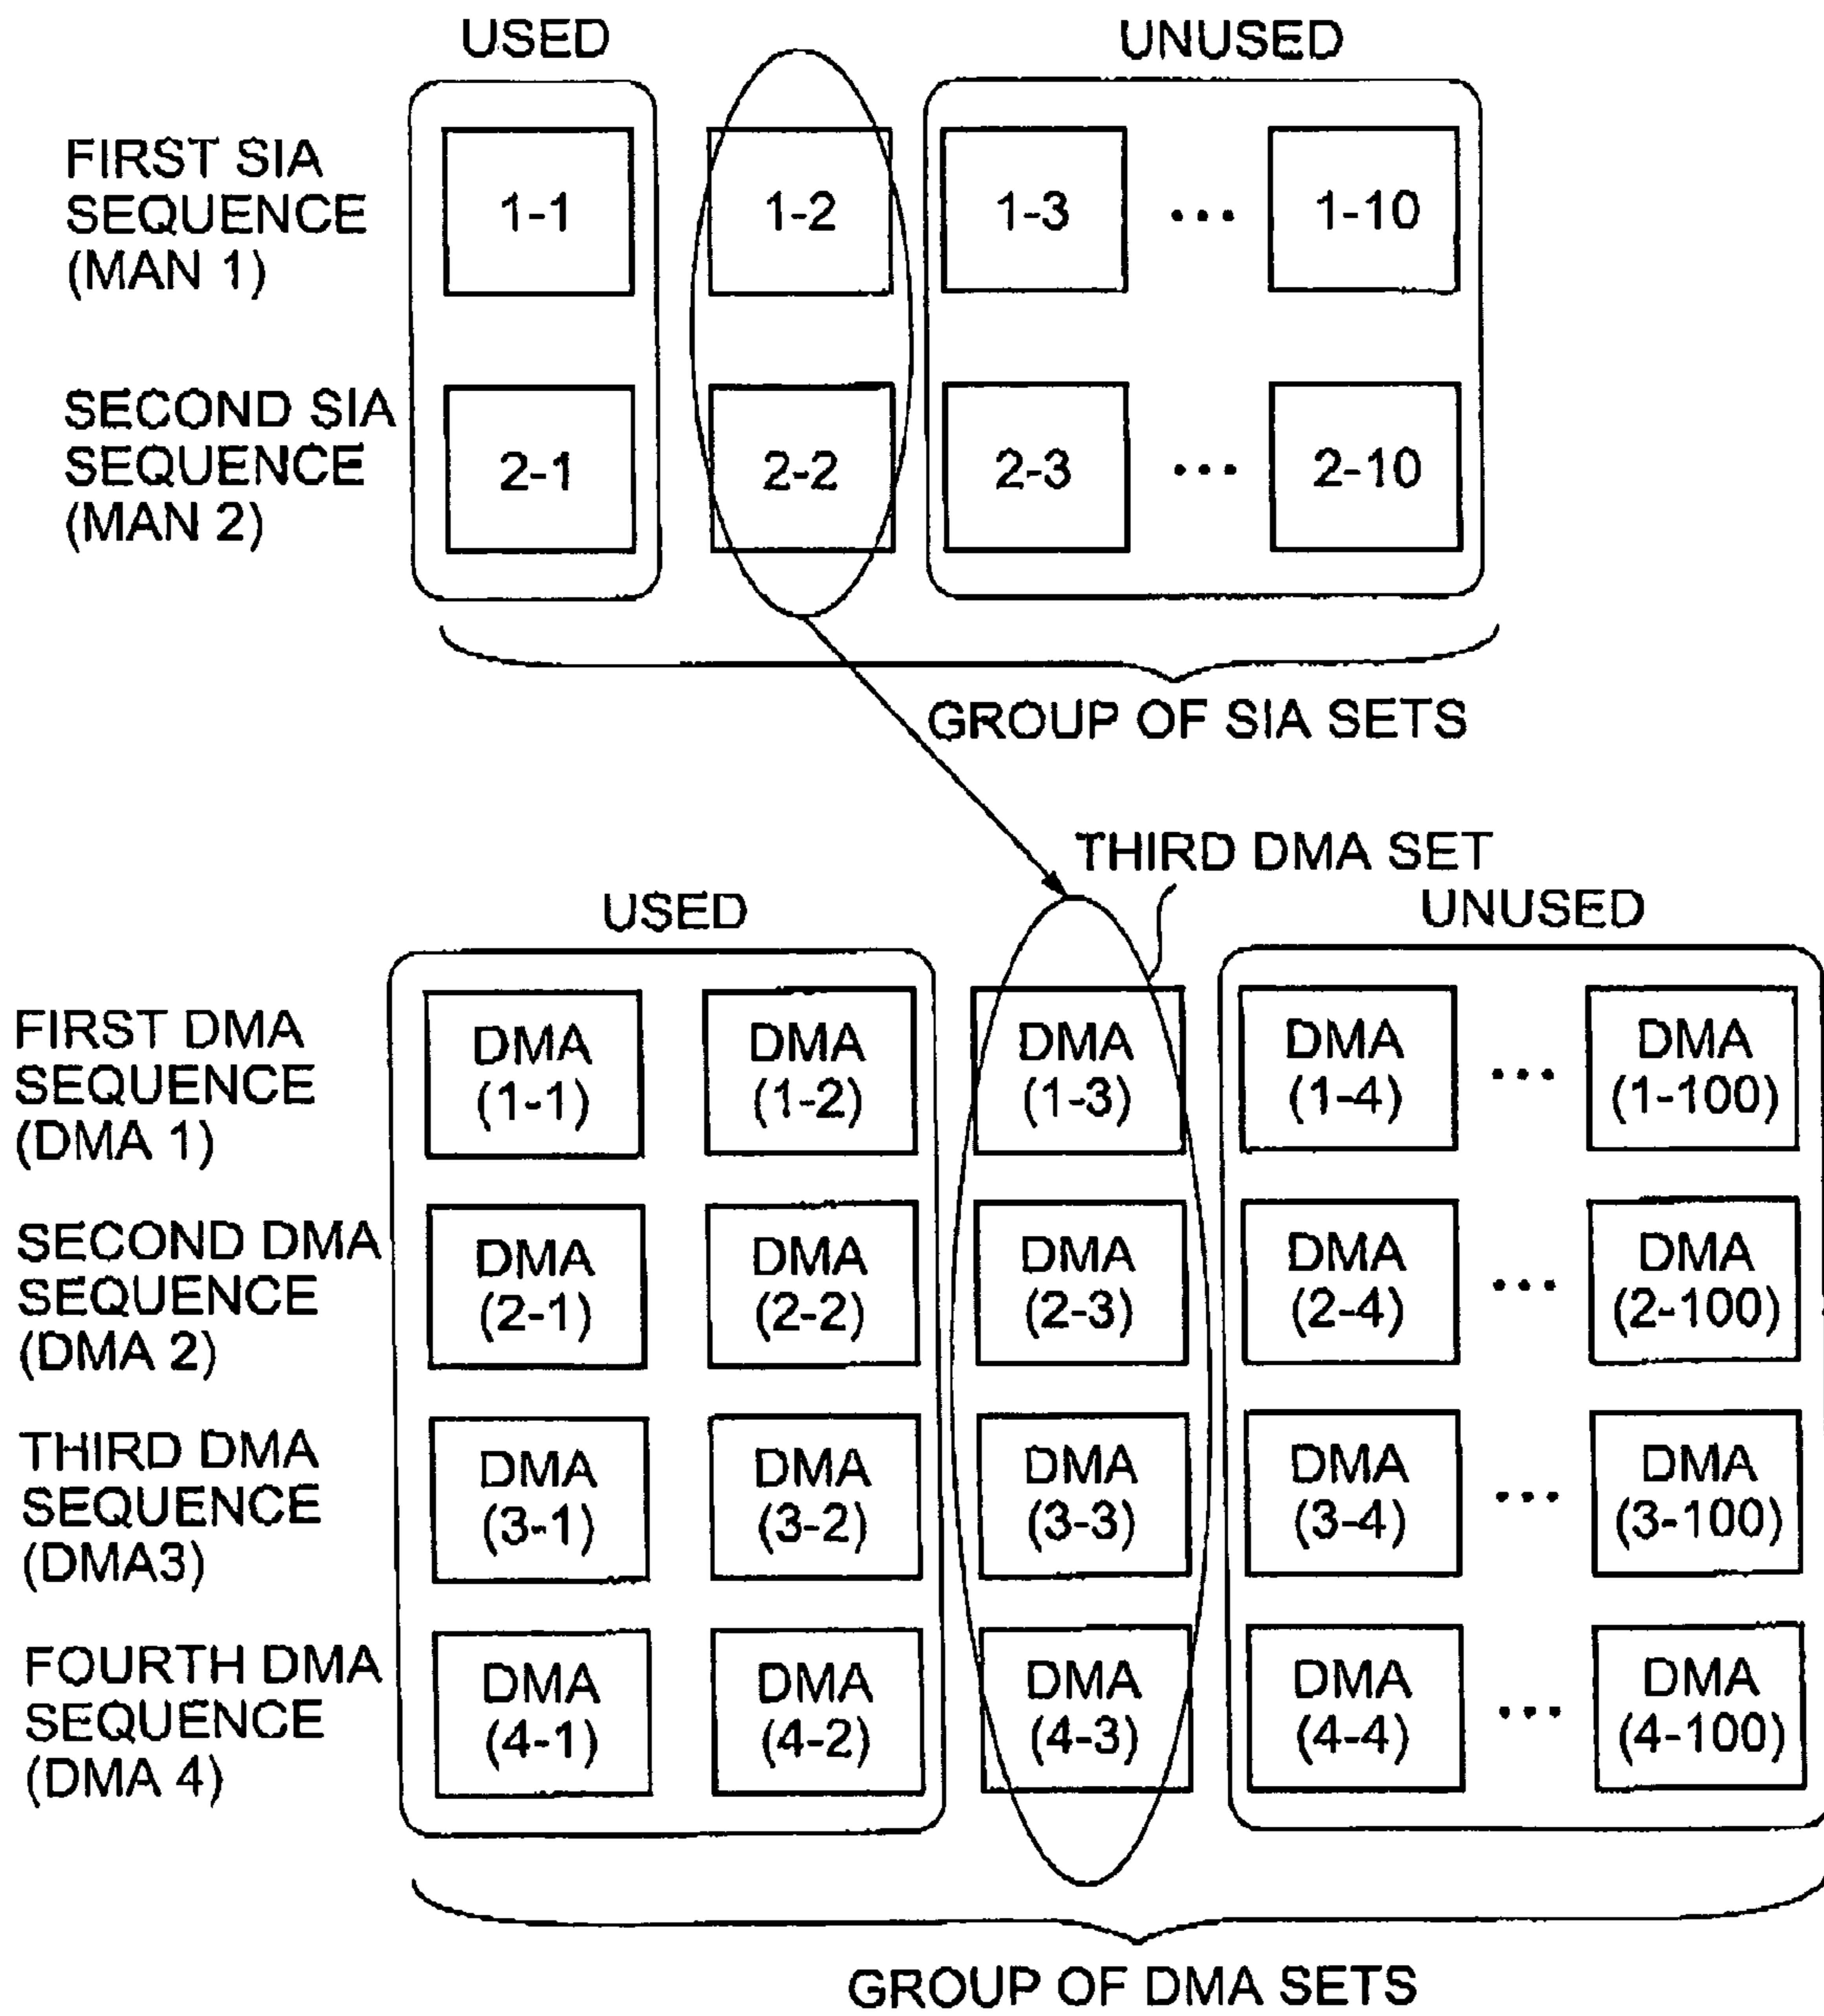 USED
UNUSED
FIRST SIA
SEQUENCE
(MAN 1)
1-1
1-2
1-3
...
1-10
SECOND SIA
SEQUENCE
(MAN 2)
2-1
2-2
2-3
...
2-10
GROUP OF SIA SETS
THIRD DMA SET
USED
UNUSED
FIRST DMA
SEQUENCE
(DMA 1)
DMA
(1-1)
DMA
(1-2)
DMA
(1-3)
DMA
(1-4)
...
DMA
(1-100)
SECOND DMA
SEQUENCE
(DMA 2)
DMA
(2-1)
DMA
(2-2)
DMA
(2-3)
DMA
(2-4)
...
DMA
(2-100)
THIRD DMA
SEQUENCE
(DMA3)
DMA
(3-1)
DMA
(3-2)
DMA
(3-3)
DMA
(3-4)
...
DMA
(3-100)
FOURTH DMA
SEQUENCE
(DMA 4)
DMA
(4-1)
DMA
(4-2)
DMA
(4-3)
DMA
(4-4)
...
DMA
(4-100)
GROUP OF DMA SETS